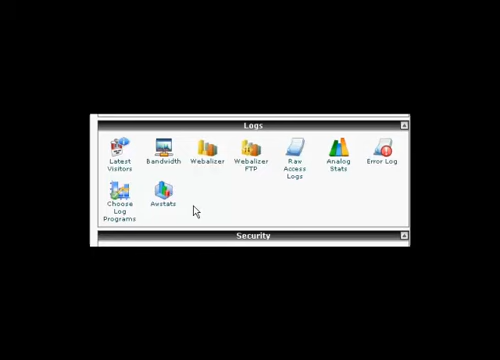 Logs
Latest Visitors
Bandwidth
Webalizer
Webalizer FTP
Raw Access Logs
Analog Stats
Error Log
Choose Log Programs
Awstats
Security